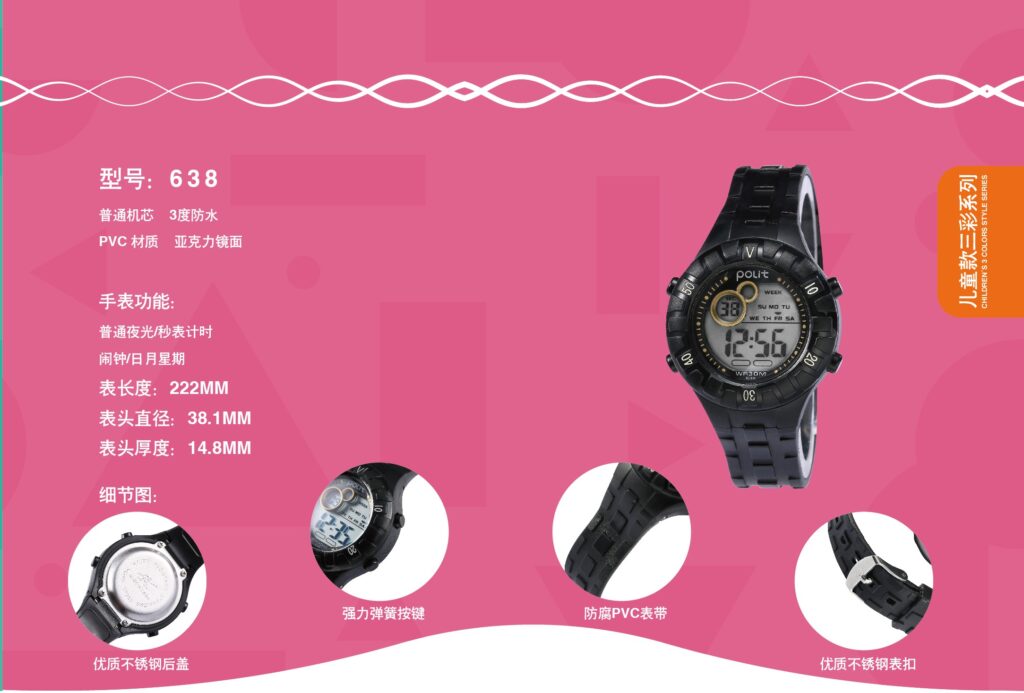 型号: 638
普通机芯 3度防水
PVC 材质 亚克力镜面
手表功能:
普通夜光/秒表计时
闹钟/日月星期
表长度: 222MM
表头直径: 38.1MM
表头厚度: 14.8MM
细节图:
polit
WEEK
SU MO TU
WE TH FR SA
38
12:56
WR30M
50
10
40
20
30
儿童款三彩系列
CHILDREN'S 3 COLORS STYLE SERIES
优质不锈钢后盖
强力弹簧按键
防腐PVC表带
优质不锈钢表扣